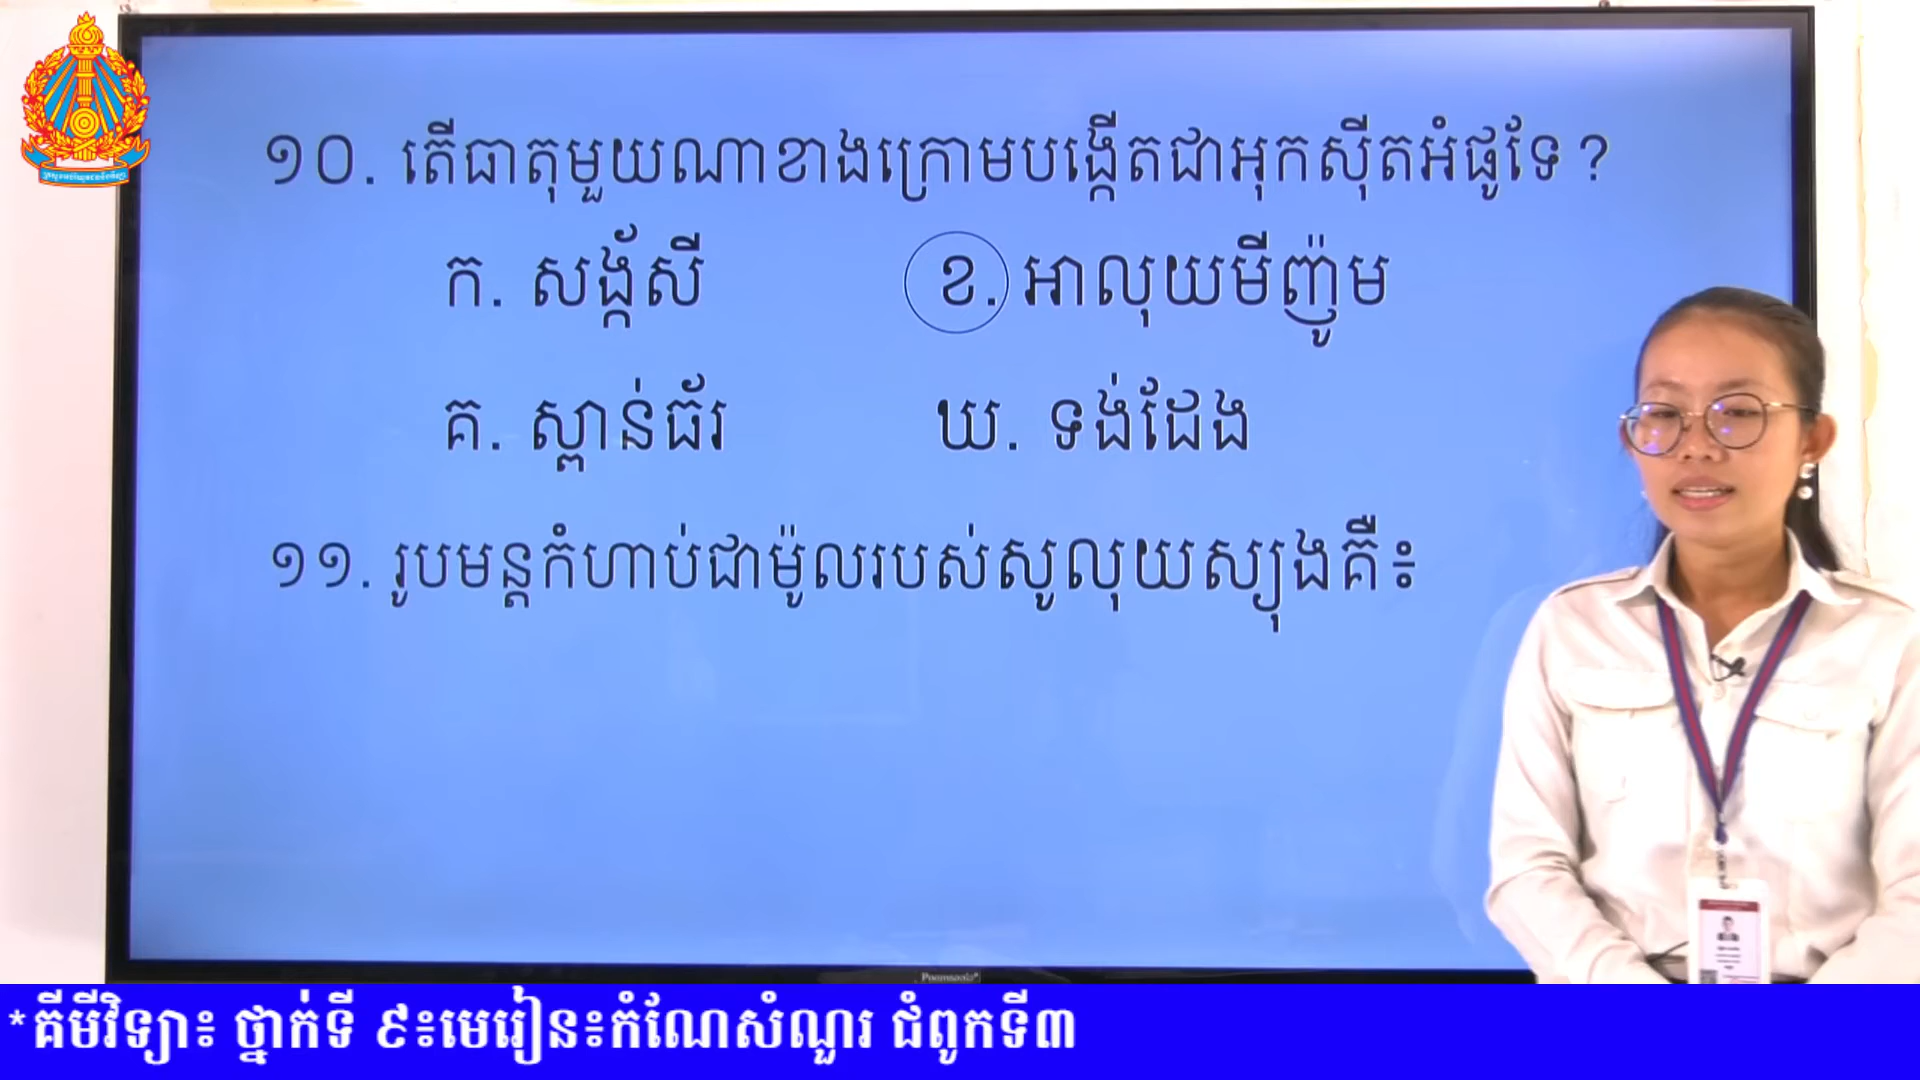 ១០. តើធាតុមួយណាខាងក្រោមបង្កើតជាអុកស៊ីតអំផូទែ ?
ក. សង្ក័សី
ខ. អាលុយមីញ៉ូម
គ. ស្ពាន់ធ័រ
ឃ. ទង់ដែង
១១. រូបមន្តកំហាប់ជាម៉ូលរបស់សូលុយស្យុងគឺ៖
*គីមីវិទ្យា៖ ថ្នាក់ទី ៩៖មេរៀន៖កំណែសំណួរ ជំពូកទី៣